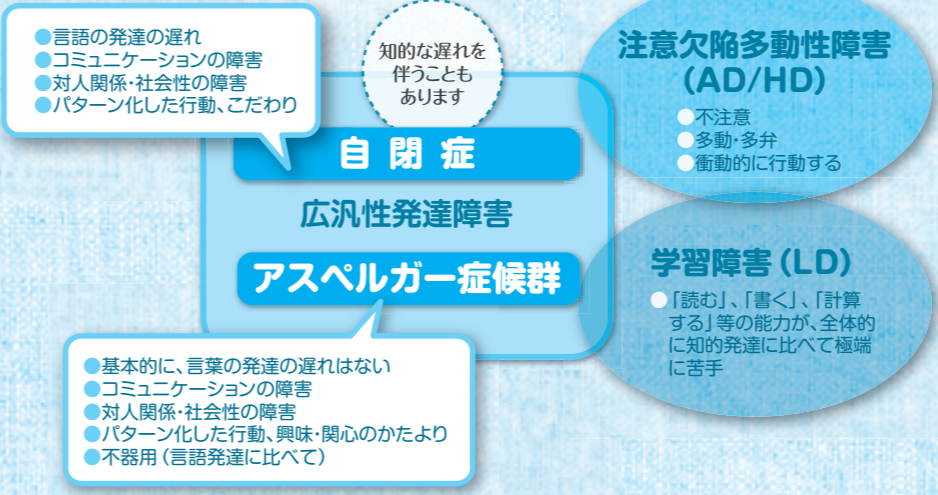 ●言語の発達の遅れ
●コミュニケーションの障害
●対人関係・社会性の障害
●パターン化した行動、こだわり
知的な遅れを
伴うことも
あります
自閉症
広汎性発達障害
アスペルガー症候群
●基本的に、言葉の発達の遅れはない
●コミュニケーションの障害
●対人関係・社会性の障害
●パターン化した行動、興味・関心のかたより
●不器用（言語発達に比べて）
注意欠陥多動性障害
（AD/HD）
●不注意
●多動・多弁
●衝動的に行動する
学習障害（LD）
●「読む」、「書く」、「計算
する」等の能力が、全体的
に知的発達に比べて極端
に苦手